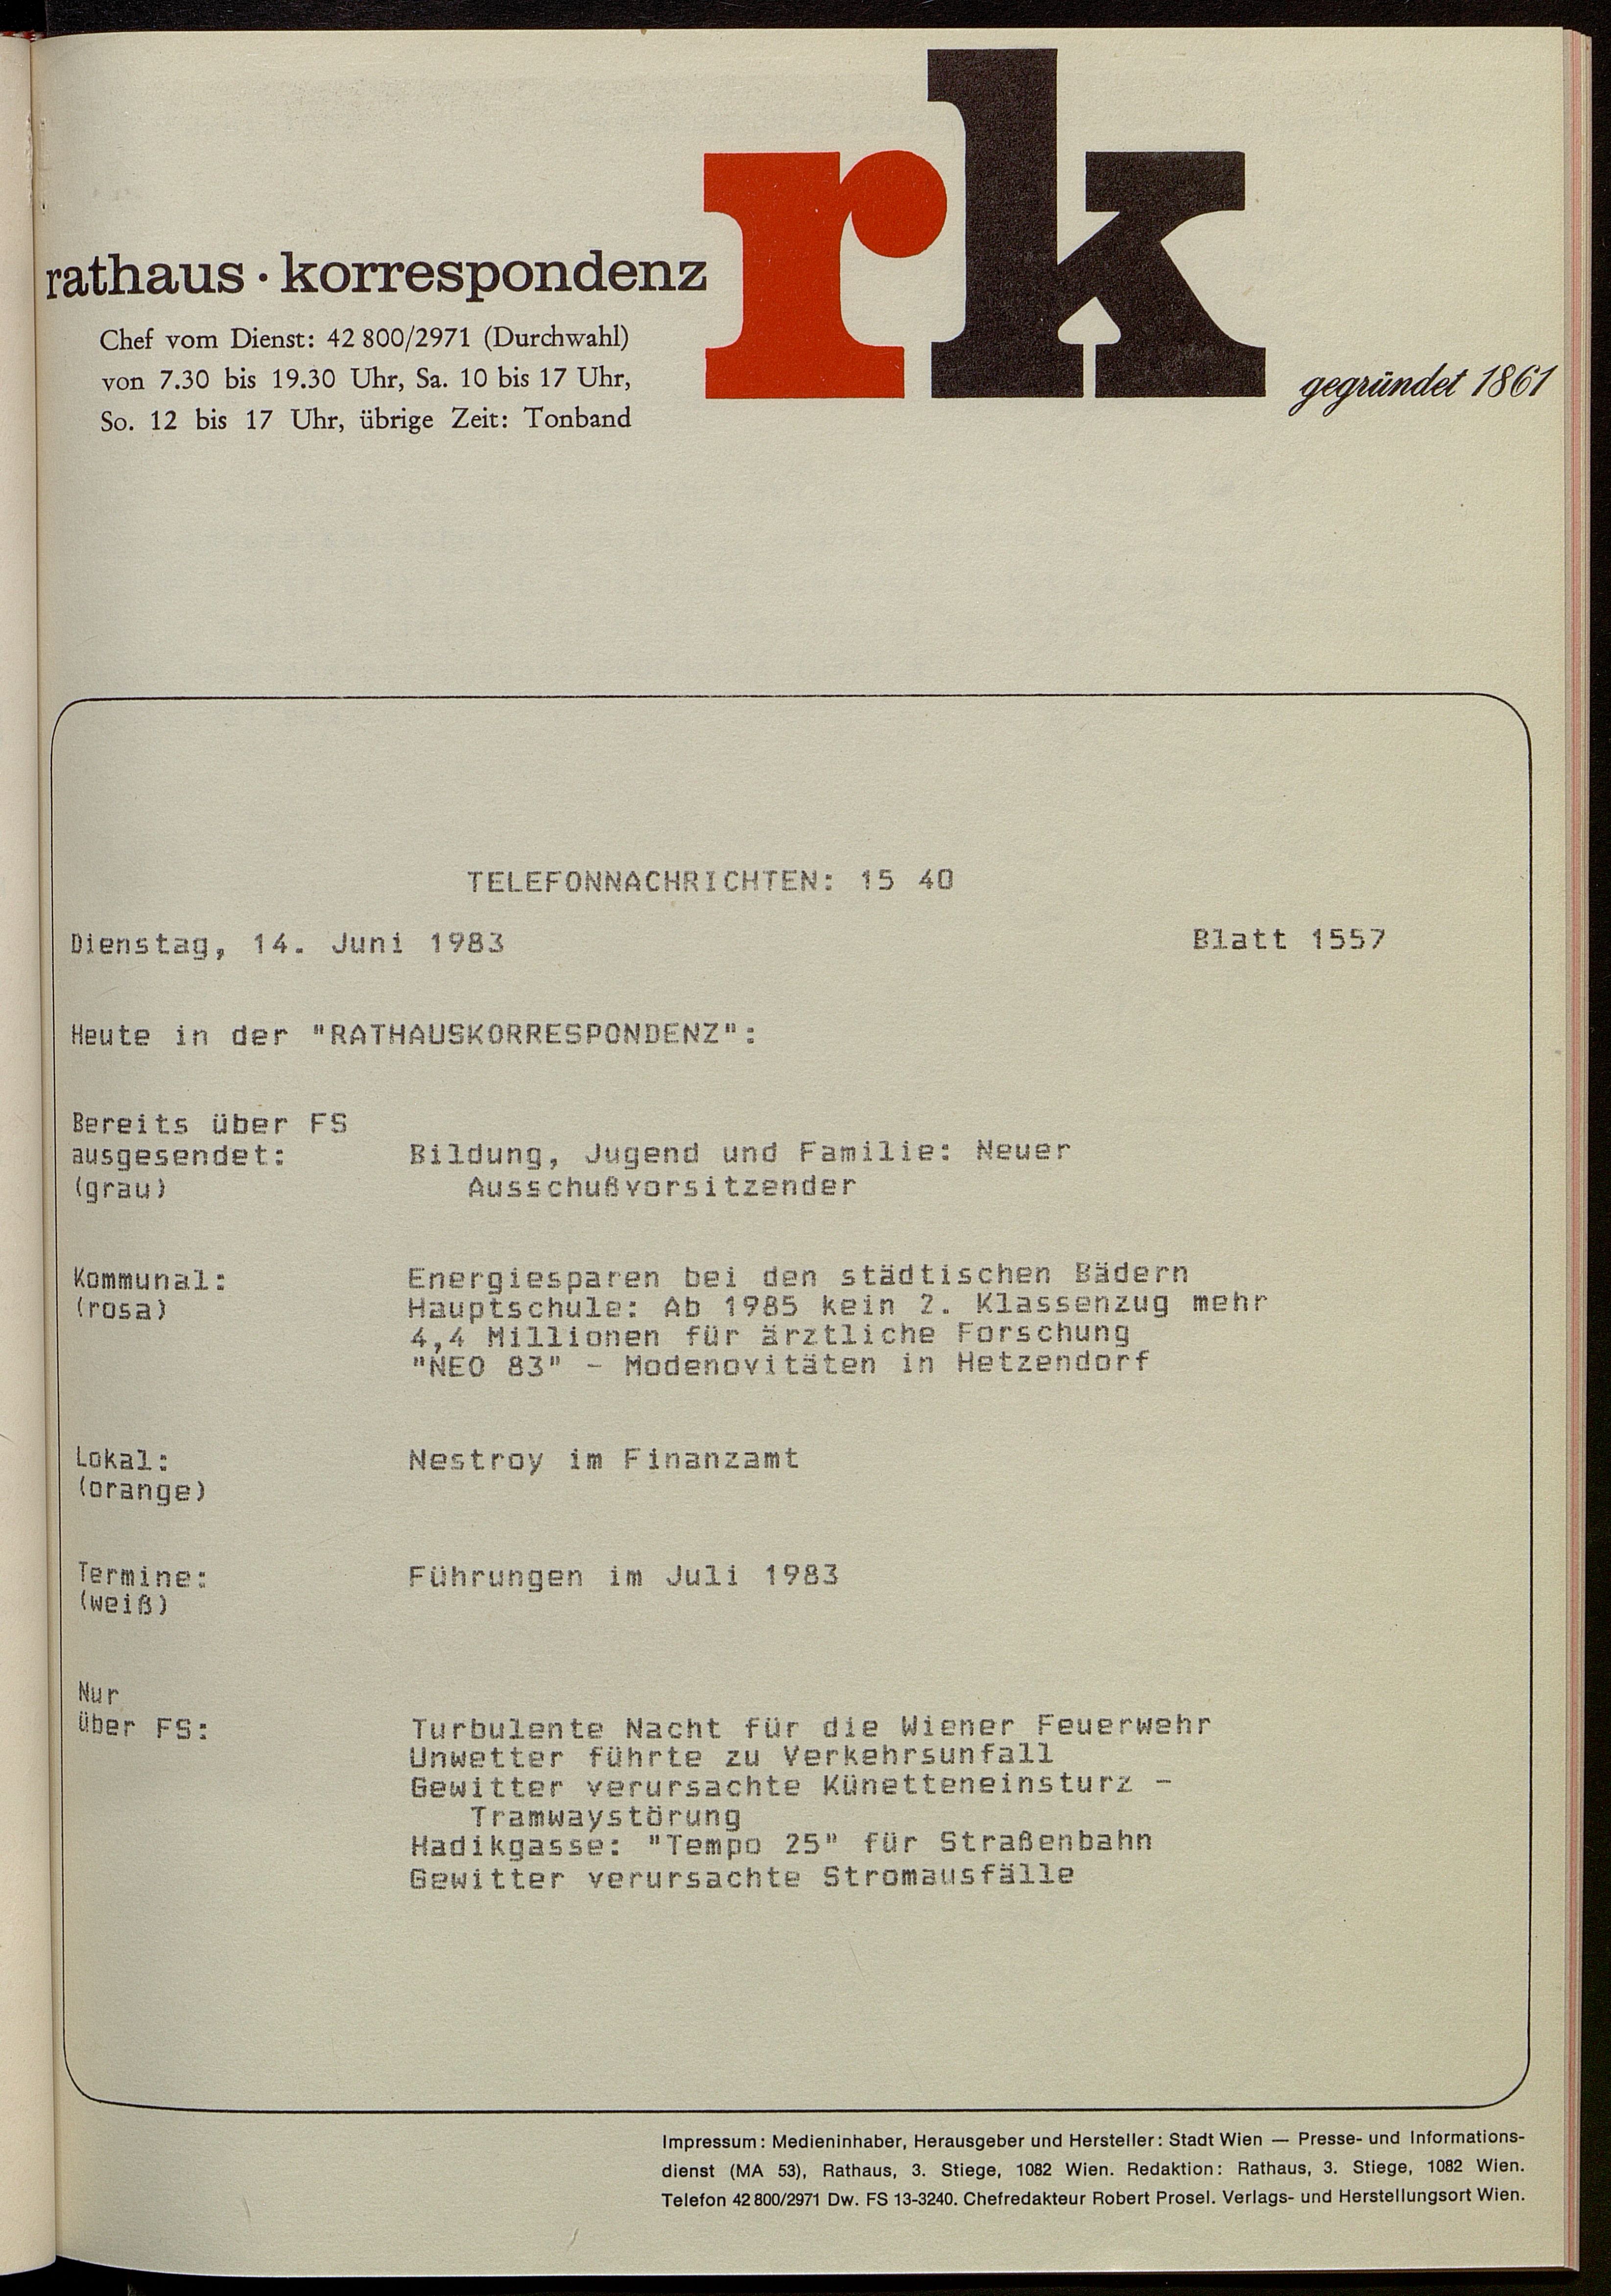 rk
rathaus · korrespondenz
Chef vom Dienst: 42 800/2971 (Durchwahl)
von 7.30 bis 19.30 Uhr, Sa. 10 bis 17 Uhr,
So. 12 bis 17 Uhr, übrige Zeit: Tonband
gegründet 1861
TELEFONNACHRICHTEN: 15 40
Dienstag, 14. Juni 1983 Blatt 1557
Heute in der "RATHAUSKORRESPONDENZ":
Bereits über FS
ausgesendet: Bildung, Jugend und Familie: Neuer
(grau) Ausschußvorsitzender
Kommunal: Energiesparen bei den städtischen Bädern
(rosa) Hauptschule: Ab 1985 kein 2. Klassenzug mehr
4,4 Millionen für ärztliche Forschung
"NEO 83" - Modenovitäten in Hetzendorf
Lokal: Nestroy im Finanzamt
(orange)
Termine: Führungen im Juli 1983
(weiß)
Nur
über FS: Turbulente Nacht für die Wiener Feuerwehr
Unwetter führte zu Verkehrsunfall
Gewitter verursachte Künetteneinsturz -
Tramwaystörung
Hadikgasse: "Tempo 25" für Straßenbahn
Gewitter verursachte Stromausfälle
Impressum: Medieninhaber, Herausgeber und Hersteller: Stadt Wien — Presse- und Informations-
dienst (MA 53), Rathaus, 3. Stiege, 1082 Wien. Redaktion: Rathaus, 3. Stiege, 1082 Wien.
Telefon 42 800/2971 Dw. FS 13-3240. Chefredakteur Robert Prosel. Verlags- und Herstellungsort Wien.